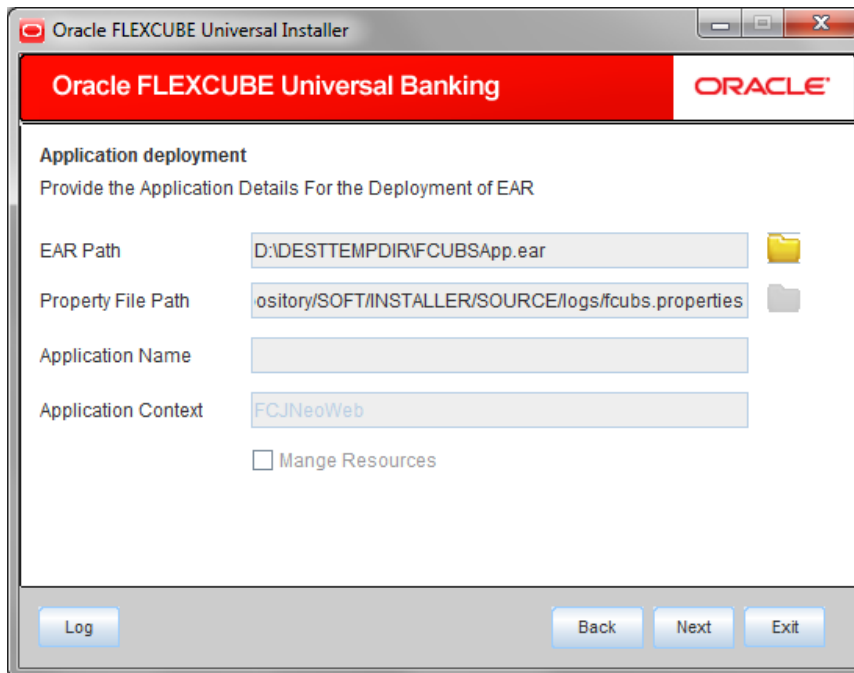 Oracle FLEXCUBE Universal Installer
Oracle FLEXCUBE Universal Banking
ORACLE
Application deployment
Provide the Application Details For the Deployment of EAR
EAR Path D:\DESTTEMPDIR\FCUBSApp.ear
Property File Path ository/SOFT/INSTALLER/SOURCE/logs/fcubs.properties
Application Name
Application Context FCJNeoWeb
Mange Resources
Log Back Next Exit